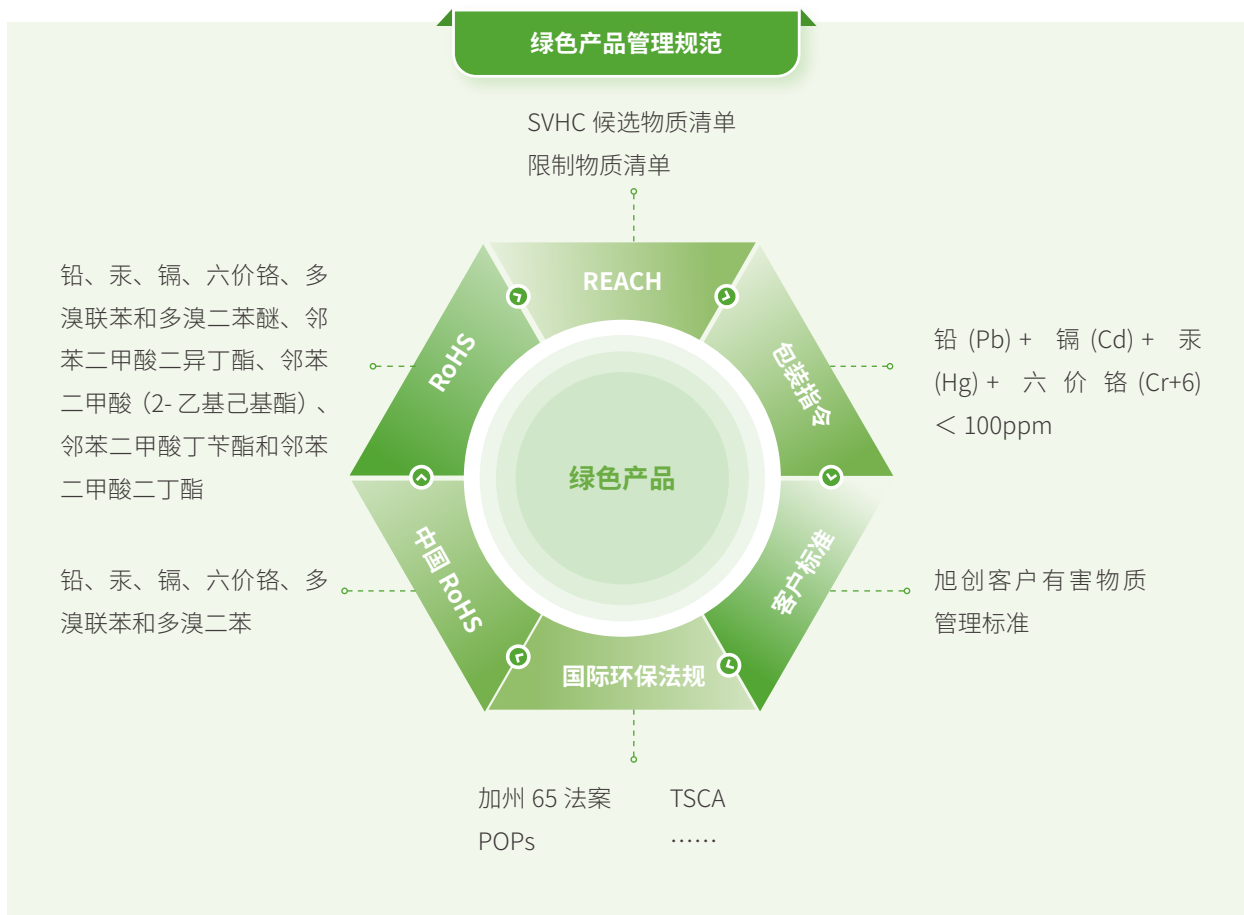 绿色产品管理规范
SVHC 候选物质清单
限制物质清单
REACH
RoHS
铅、汞、镉、六价铬、多
溴联苯和多溴二苯醚、邻
苯二甲酸二异丁酯、邻苯
二甲酸（2- 乙基己基酯）、
邻苯二甲酸丁苄酯和邻苯
二甲酸二丁酯
包装指令
铅 (Pb) + 镉 (Cd) + 汞
(Hg) + 六 价 铬 (Cr+6)
＜ 100ppm
绿色产品
中国 RoHS
铅、汞、镉、六价铬、多
溴联苯和多溴二苯
客户标准
旭创客户有害物质
管理标准
国际环保法规
加州 65 法案 TSCA
POPs ……